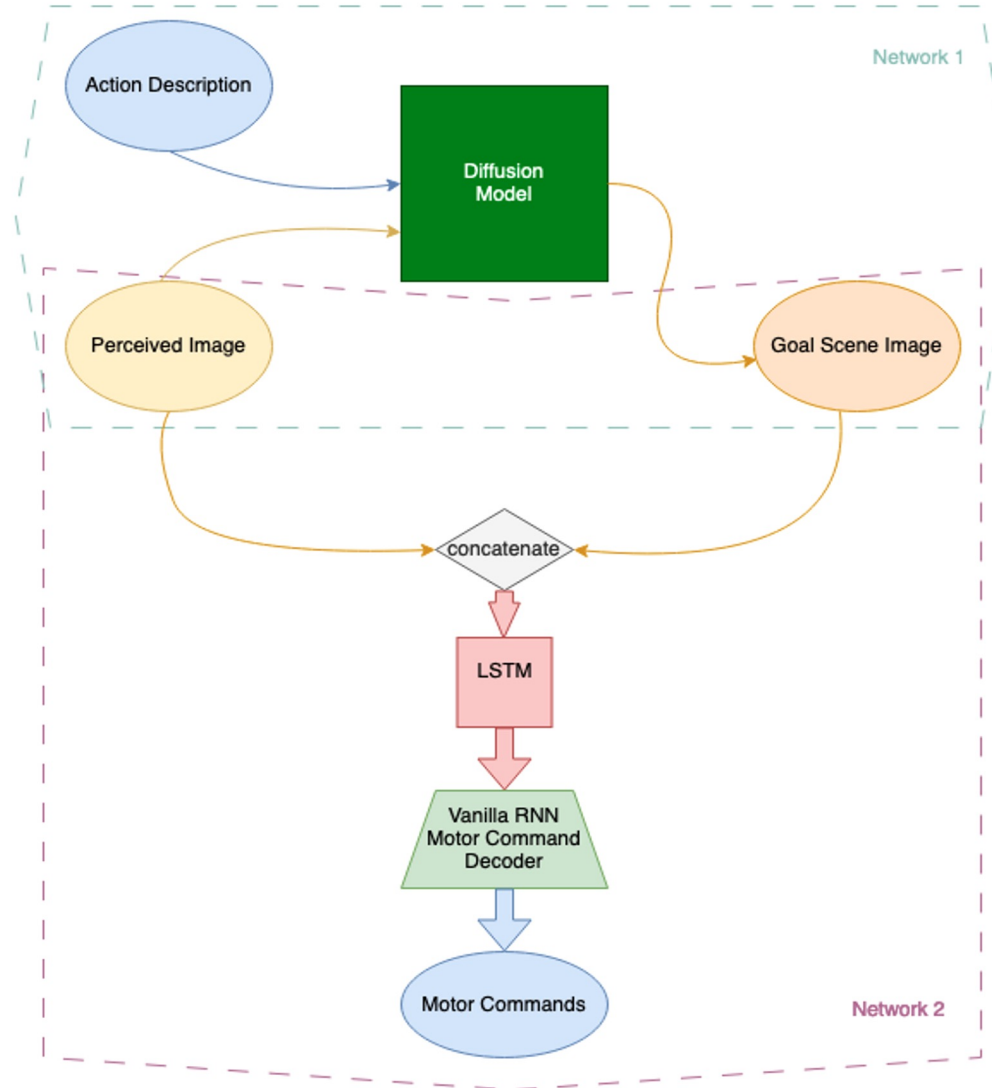 Network 1
Action Description
Diffusion
Model
Perceived Image
Goal Scene Image
concatenate
LSTM
Vanilla RNN
Motor Command
Decoder
Motor Commands
Network 2